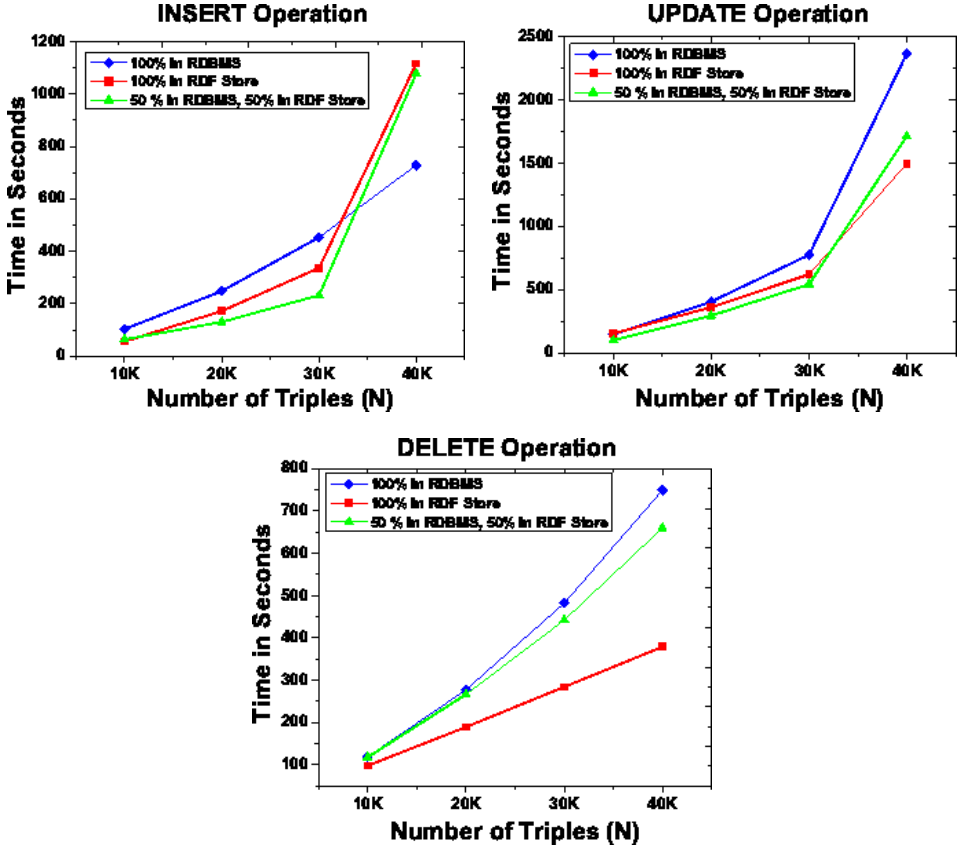 INSERT Operation
1200
1000
800
600
400
200
0
100% In RDBMS
100% In RDF Store
50 % In RDBMS, 50% In RDF Store
Time in Seconds
10K 20K 30K 40K
Number of Triples (N)
UPDATE Operation
2500
2000
1500
1000
500
0
100% In RDBMS
100% In RDF Store
50 % In RDBMS, 50% In RDF Store
Time in Seconds
10K 20K 30K 40K
Number of Triples (N)
DELETE Operation
800
700
600
500
400
300
200
100
100% In RDBMS
100% In RDF Store
50 % In RDBMS, 50% In RDF Store
Time in Seconds
10K 20K 30K 40K
Number of Triples (N)